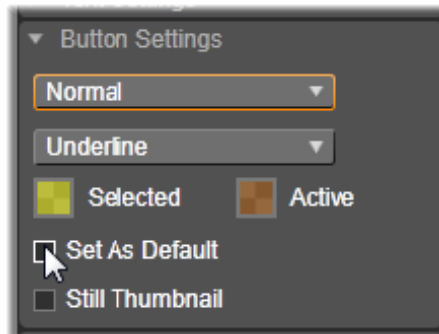 Button Settings
Normal
Underline
Selected Active
Set As Default
Still Thumbnail